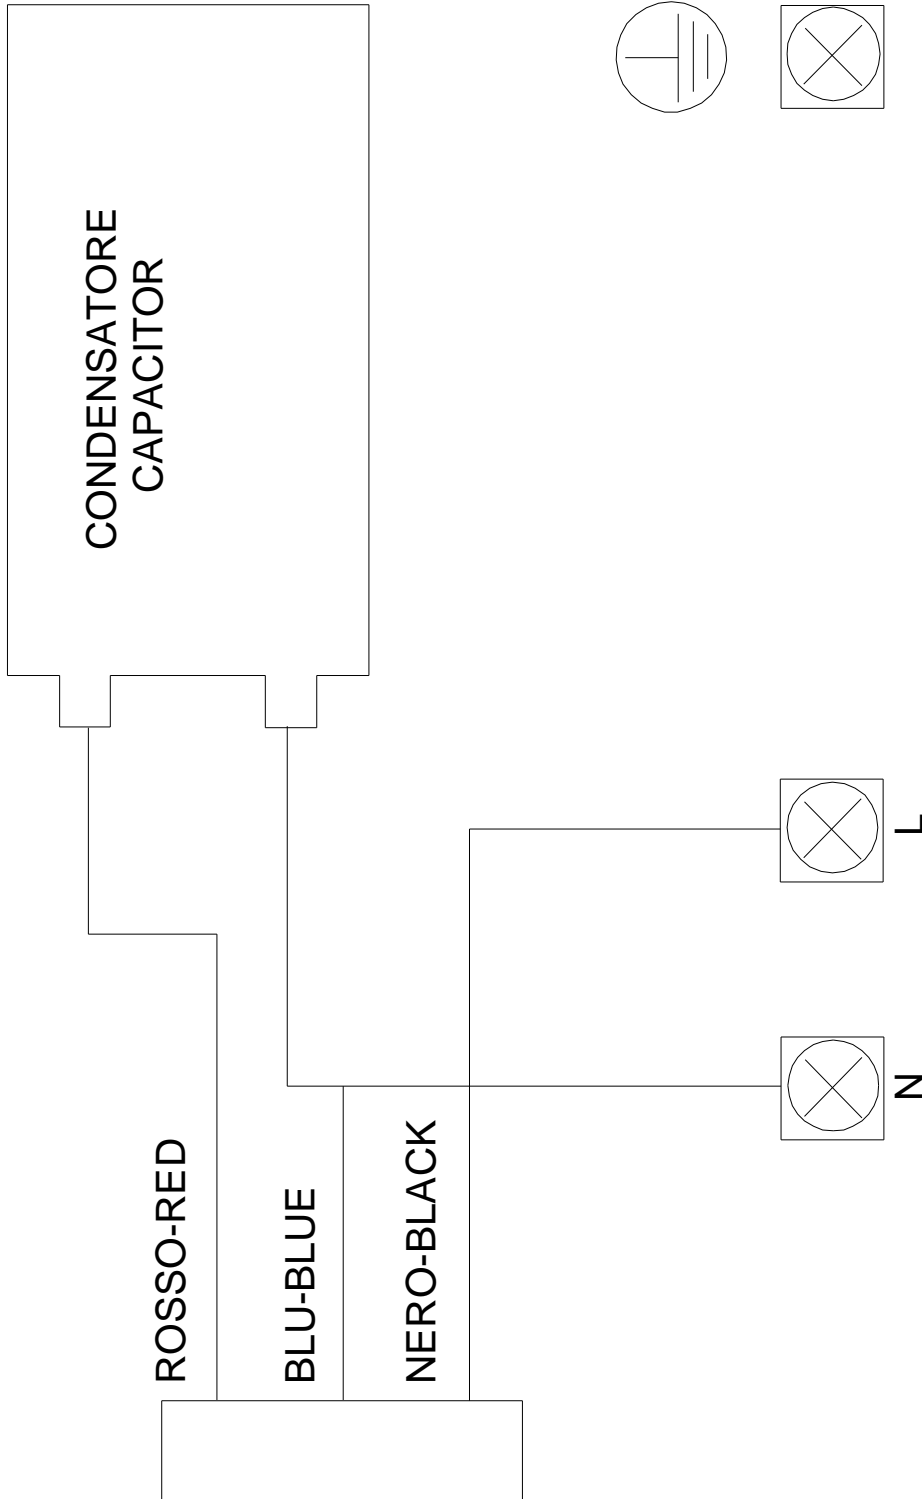 CONDENSATORE
CAPACITOR
ROSSO-RED
BLU-BLUE
NERO-BLACK
L
N